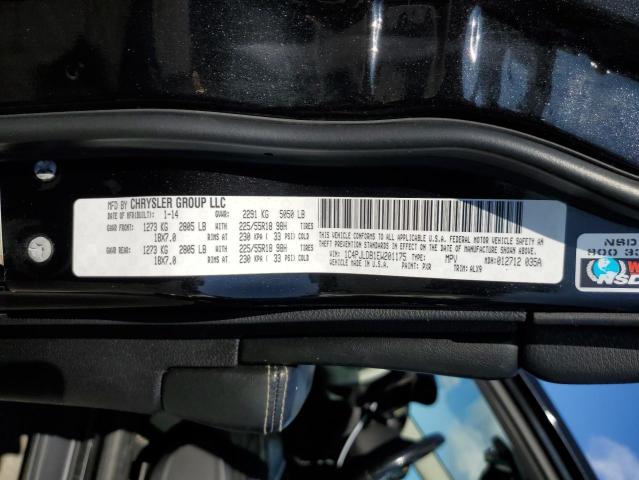 MFD BY CHRYSLER GROUP LLC
DATE OF MFR(BUILT): 1-14 GVWR: 2291 KG 5050 LB
GAWR FRONT: 1273 KG 2805 LB WITH 225/55R18 98H
18X7.0 RIMS AT 230 KPA ( 33 PSI) COLD
GAWR REAR: 1273 KG 2805 LB WITH 225/55R18 98H
18X7.0 RIMS AT 230 KPA ( 33 PSI) COLD
THIS VEHICLE CONFORMS TO ALL APPLICABLE U.S.A. FEDERAL MOTOR VEHICLE SAFETY AND
THEFT PREVENTION STANDARDS IN EFFECT ON THE DATE OF MANUFACTURE SHOWN ABOVE.
VIN: 1C4PJLDB1EW201175 TYPE: MPV MDH: 012712 035A
VEHICLE MADE IN U.S.A. PAINT: PXR TRIM: ALX9
NSD
800 33
W
NSD